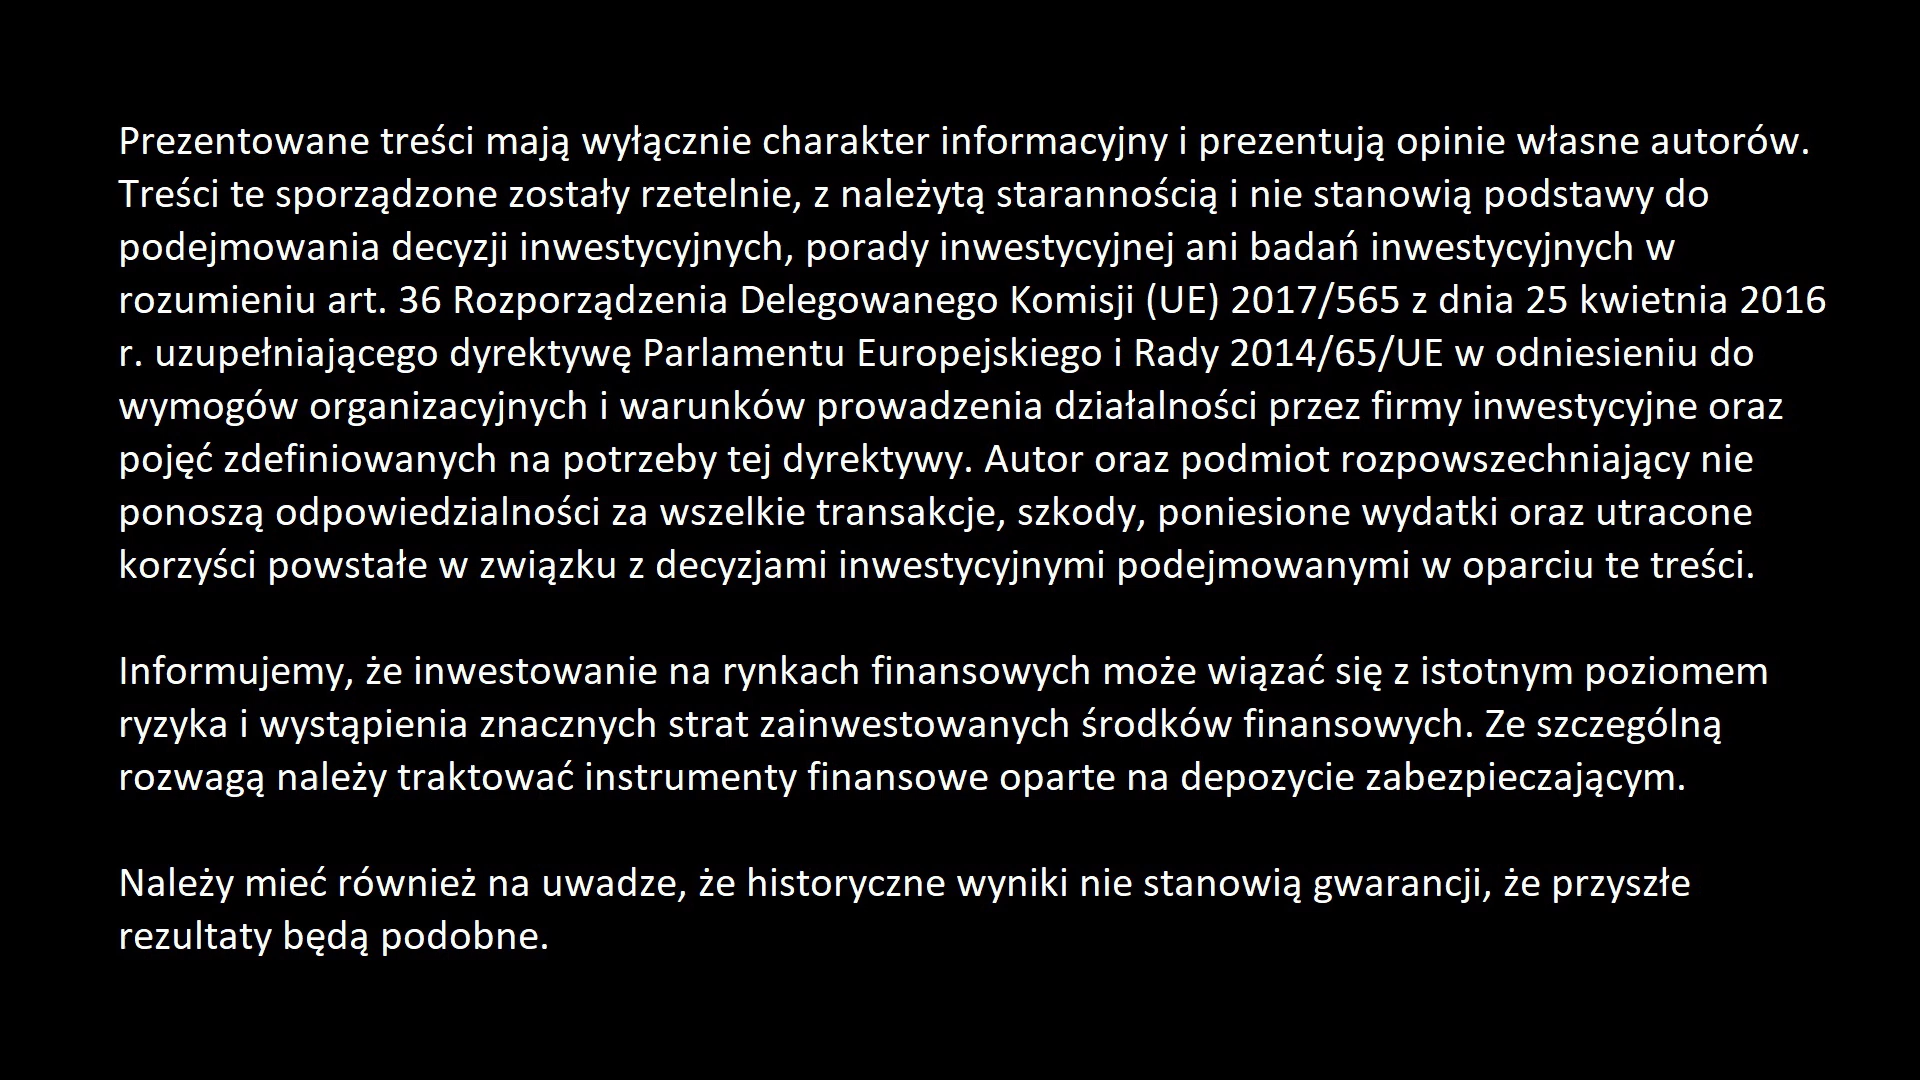 Prezentowane treści mają wyłącznie charakter informacyjny i prezentują opinie własne autorów.
Treści te sporządzone zostały rzetelnie, z należytą starannością i nie stanowią podstawy do
podejmowania decyzji inwestycyjnych, porady inwestycyjnej ani badań inwestycyjnych w
rozumieniu art. 36 Rozporządzenia Delegowanego Komisji (UE) 2017/565 z dnia 25 kwietnia 2016
r. uzupełniającego dyrektywę Parlamentu Europejskiego i Rady 2014/65/UE w odniesieniu do
wymogów organizacyjnych i warunków prowadzenia działalności przez firmy inwestycyjne oraz
pojęć zdefiniowanych na potrzeby tej dyrektywy. Autor oraz podmiot rozpowszechniający nie
ponoszą odpowiedzialności za wszelkie transakcje, szkody, poniesione wydatki oraz utracone
korzyści powstałe w związku z decyzjami inwestycyjnymi podejmowanymi w oparciu te treści.
Informujemy, że inwestowanie na rynkach finansowych może wiązać się z istotnym poziomem
ryzyka i wystąpienia znacznych strat zainwestowanych środków finansowych. Ze szczególną
rozwagą należy traktować instrumenty finansowe oparte na depozycie zabezpieczającym.
Należy mieć również na uwadze, że historyczne wyniki nie stanowią gwarancji, że przyszłe
rezultaty będą podobne.